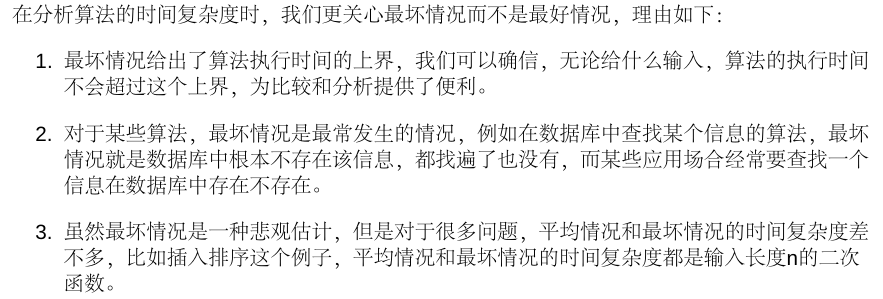 在分析算法的时间复杂度时，我们更关心最坏情况而不是最好情况，理由如下：
1. 最坏情况给出了算法执行时间的上界，我们可以确信，无论给什么输入，算法的执行时间
不会超过这个上界，为比较和分析提供了便利。
2. 对于某些算法，最坏情况是最常发生的情况，例如在数据库中查找某个信息的算法，最坏
情况就是数据库中根本不存在该信息，都找遍了也没有，而某些应用场合经常要查找一个
信息在数据库中存在不存在。
3. 虽然最坏情况是一种悲观估计，但是对于很多问题，平均情况和最坏情况的时间复杂度差
不多，比如插入排序这个例子，平均情况和最坏情况的时间复杂度都是输入长度n的二次
函数。